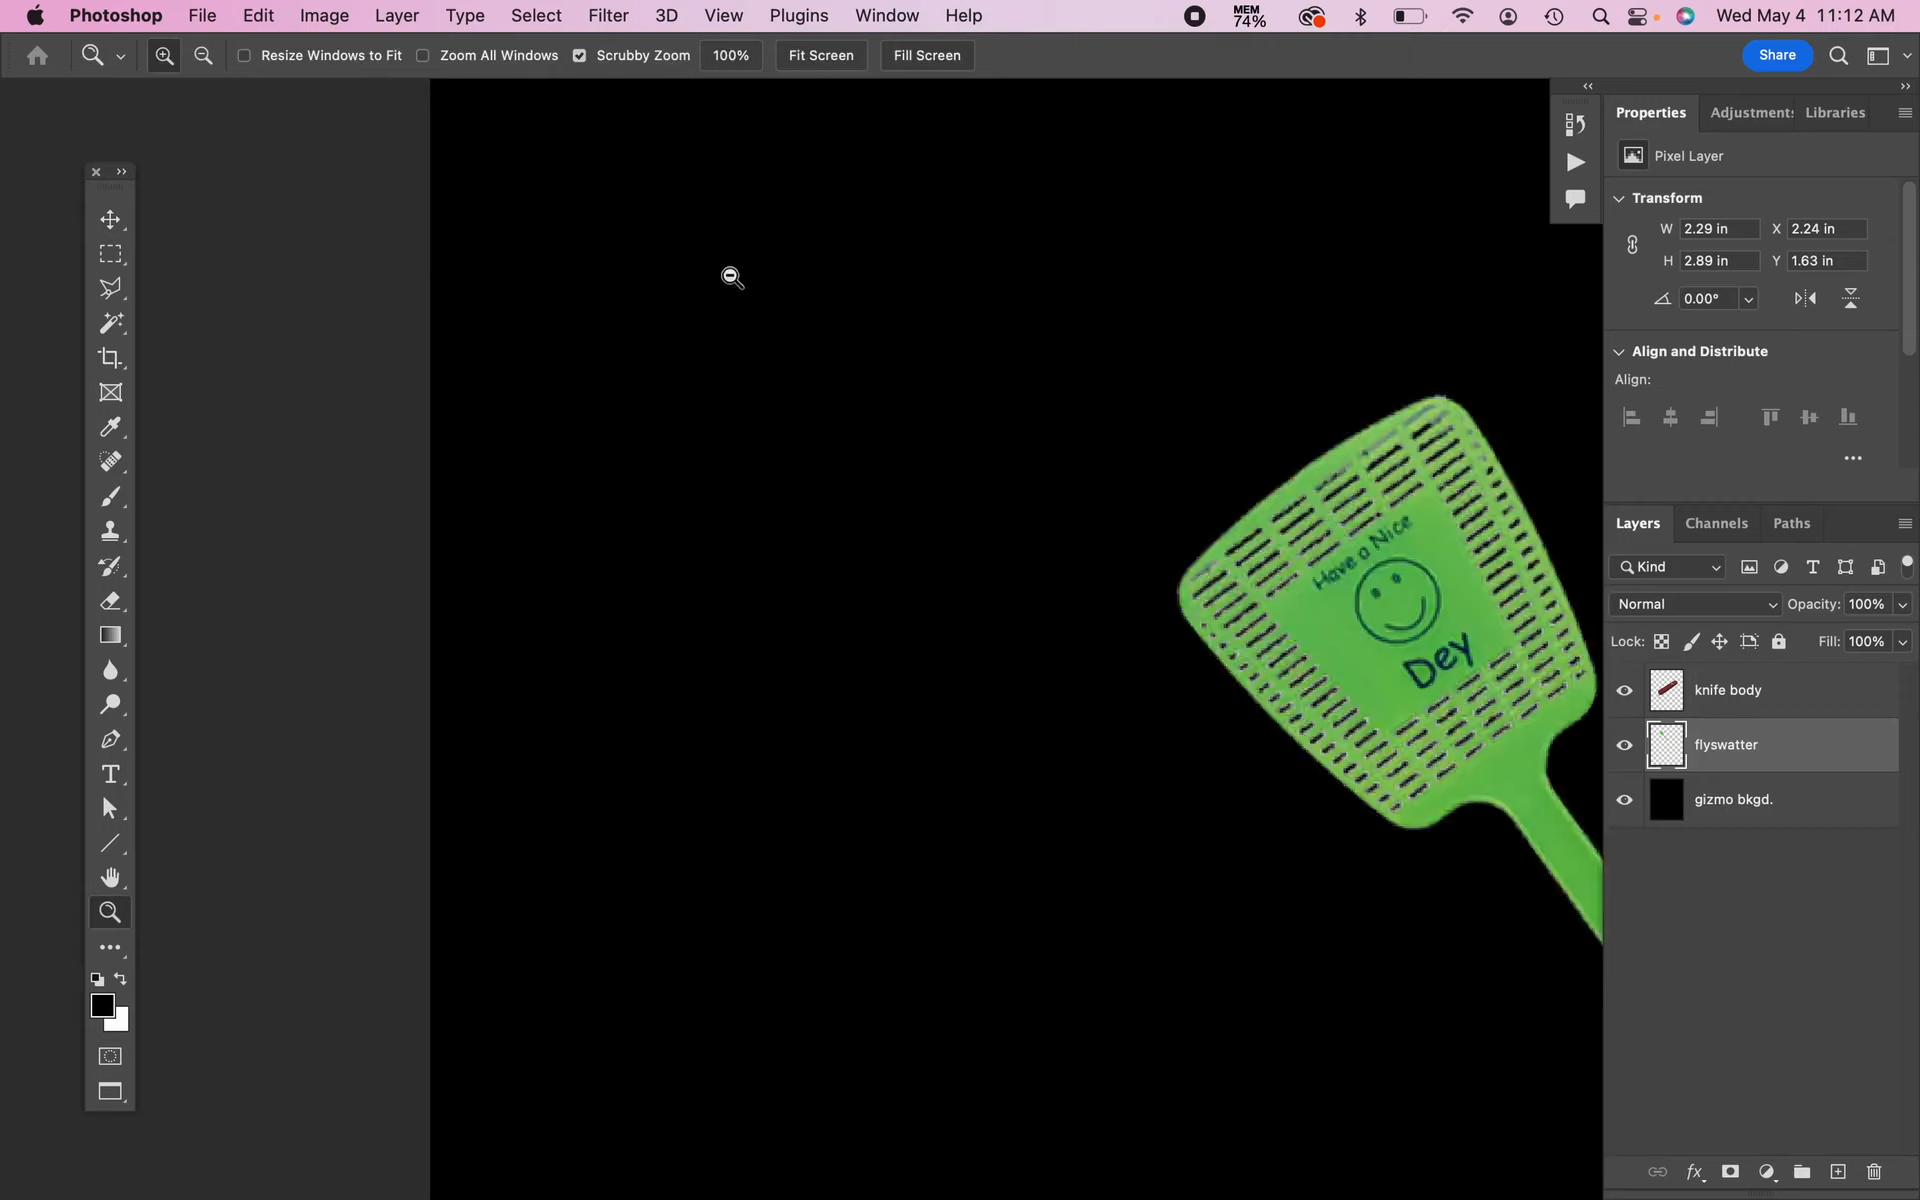 Photoshop File Edit Image Layer Type Select Filter 3D View Plugins Window Help MEM 74% Wed May 4 11:12 AM
Resize Windows to Fit Zoom All Windows Scrubby Zoom 100% Fit Screen Fill Screen Share
Properties Adjustment: Libraries
Pixel Layer
Transform
W 2.29 in X 2.24 in
H 2.89 in Y 1.63 in
0.00°
Align and Distribute
Align:
Have a Nice
Dey
Layers Channels Paths
Kind
Normal Opacity: 100%
Lock: Fill: 100%
knife body
flyswatter
gizmo bkgd.
fx